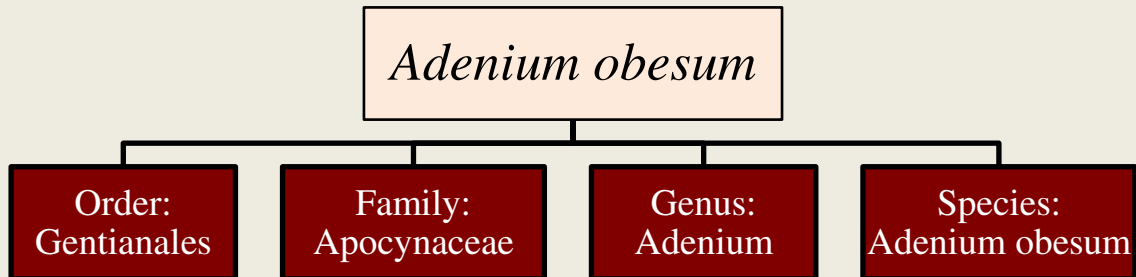 Adenium obesum
Order:
Gentianales
Family:
Apocynaceae
Genus:
Adenium
Species:
Adenium obesum